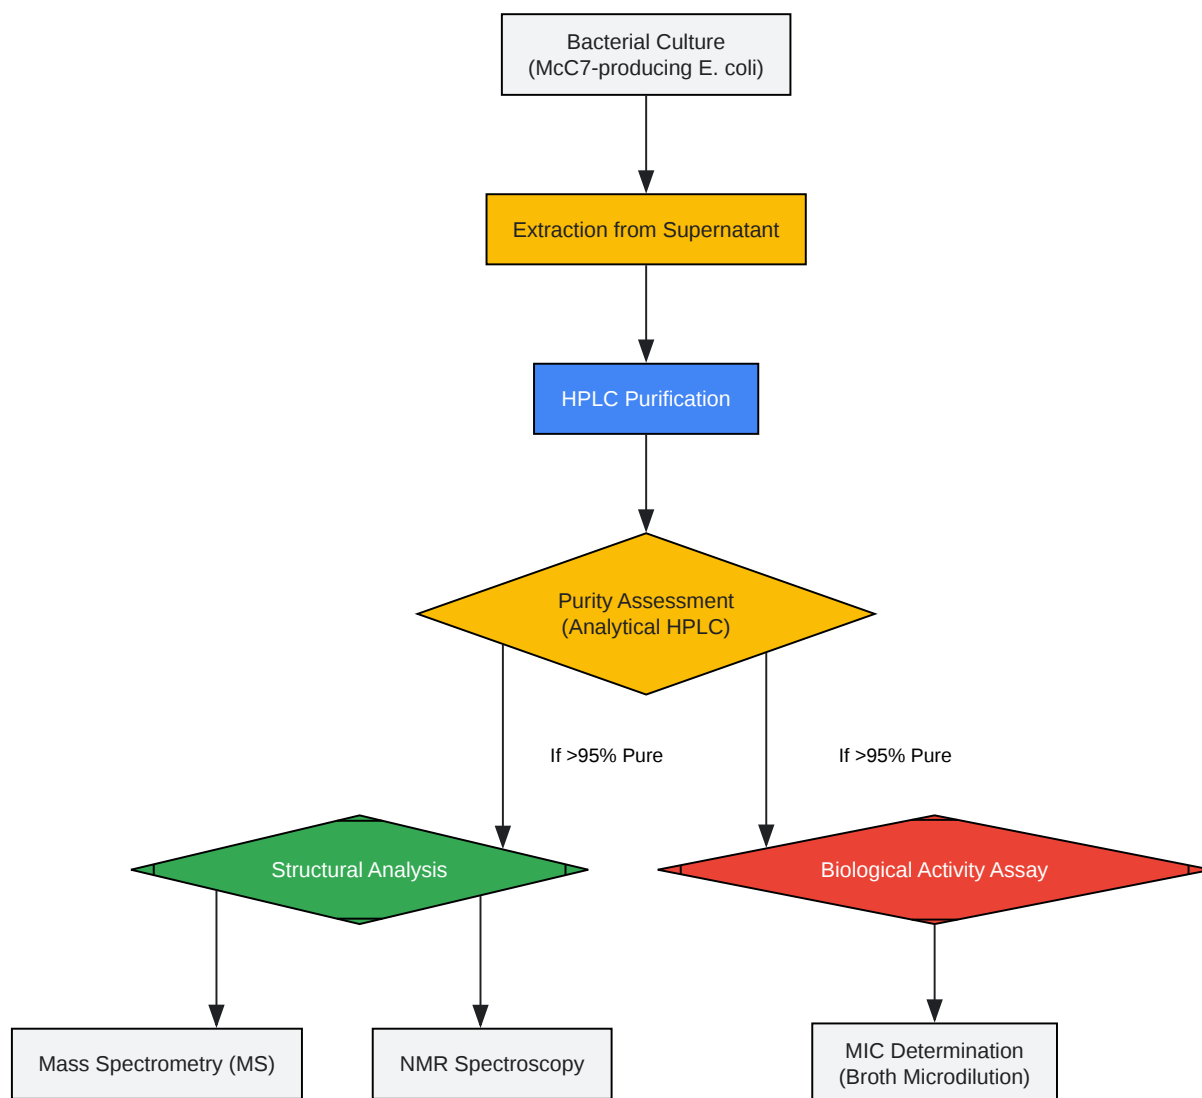 Bacterial Culture
(McC7-producing E. coli)
Extraction from Supernatant
HPLC Purification
Purity Assessment
(Analytical HPLC)
If >95% Pure
If >95% Pure
Structural Analysis
Biological Activity Assay
Mass Spectrometry (MS)
NMR Spectroscopy
MIC Determination
(Broth Microdilution)